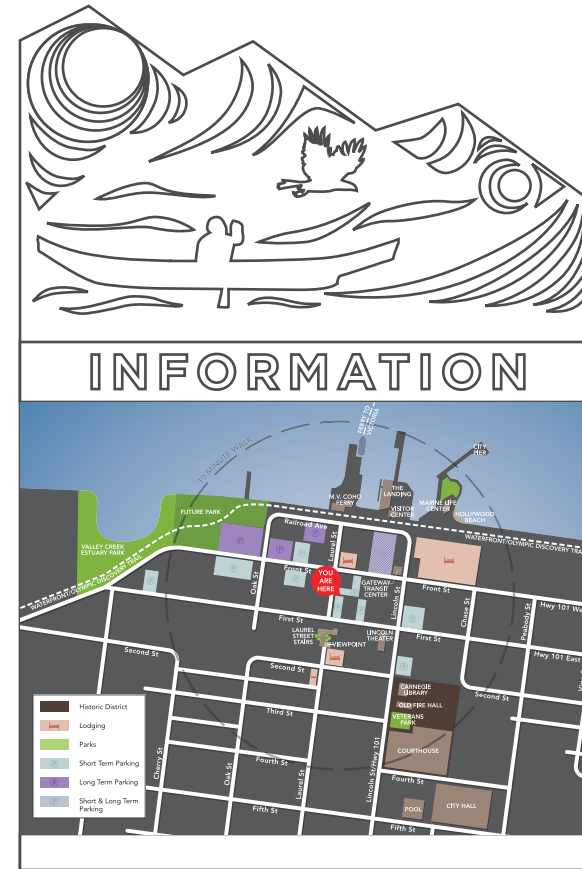 INFORMATION
FERRY TO
VICTORIA
10 MINUTE WALK
CITY
PIER
THE
LANDING
M.V. COHO
FERRY
VISITOR
CENTER
MARINE LIFE
CENTER
HOLLYWOOD
BEACH
FUTURE PARK
Railroad Ave
Laurel St
VALLEY CREEK
ESTUARY PARK
WATERFRONT/OLYMPIC DISCOVERY TRAIL
WATERFRONT/OLYMPIC DISCOVERY TRA
P
P
P
P
P
P
P
Front St
YOU
ARE
HERE
GATEWAY/
TRANSIT
CENTER
Oak St
Lincoln St
Front St
Chase St
Peabody St
Hwy 101 We
P
P
P
First St
First St
Hwy 101 East
LAUREL
STREET
STAIRS
VIEWPOINT
LINCOLN
THEATER
Second St
Second St
P
Second St
CARNEGIE
LIBRARY
OLD FIRE HALL
VETERANS
PARK
COURTHOUSE
Third St
Cherry St
Oak St
Laurel St
Lincoln St/Hwy 101
Fourth St
Fourth St
Fifth St
Fifth St
POOL
CITY HALL
Historic District
Lodging
Parks
P
Short Term Parking
P
Long Term Parking
P
Short & Long Term
Parking